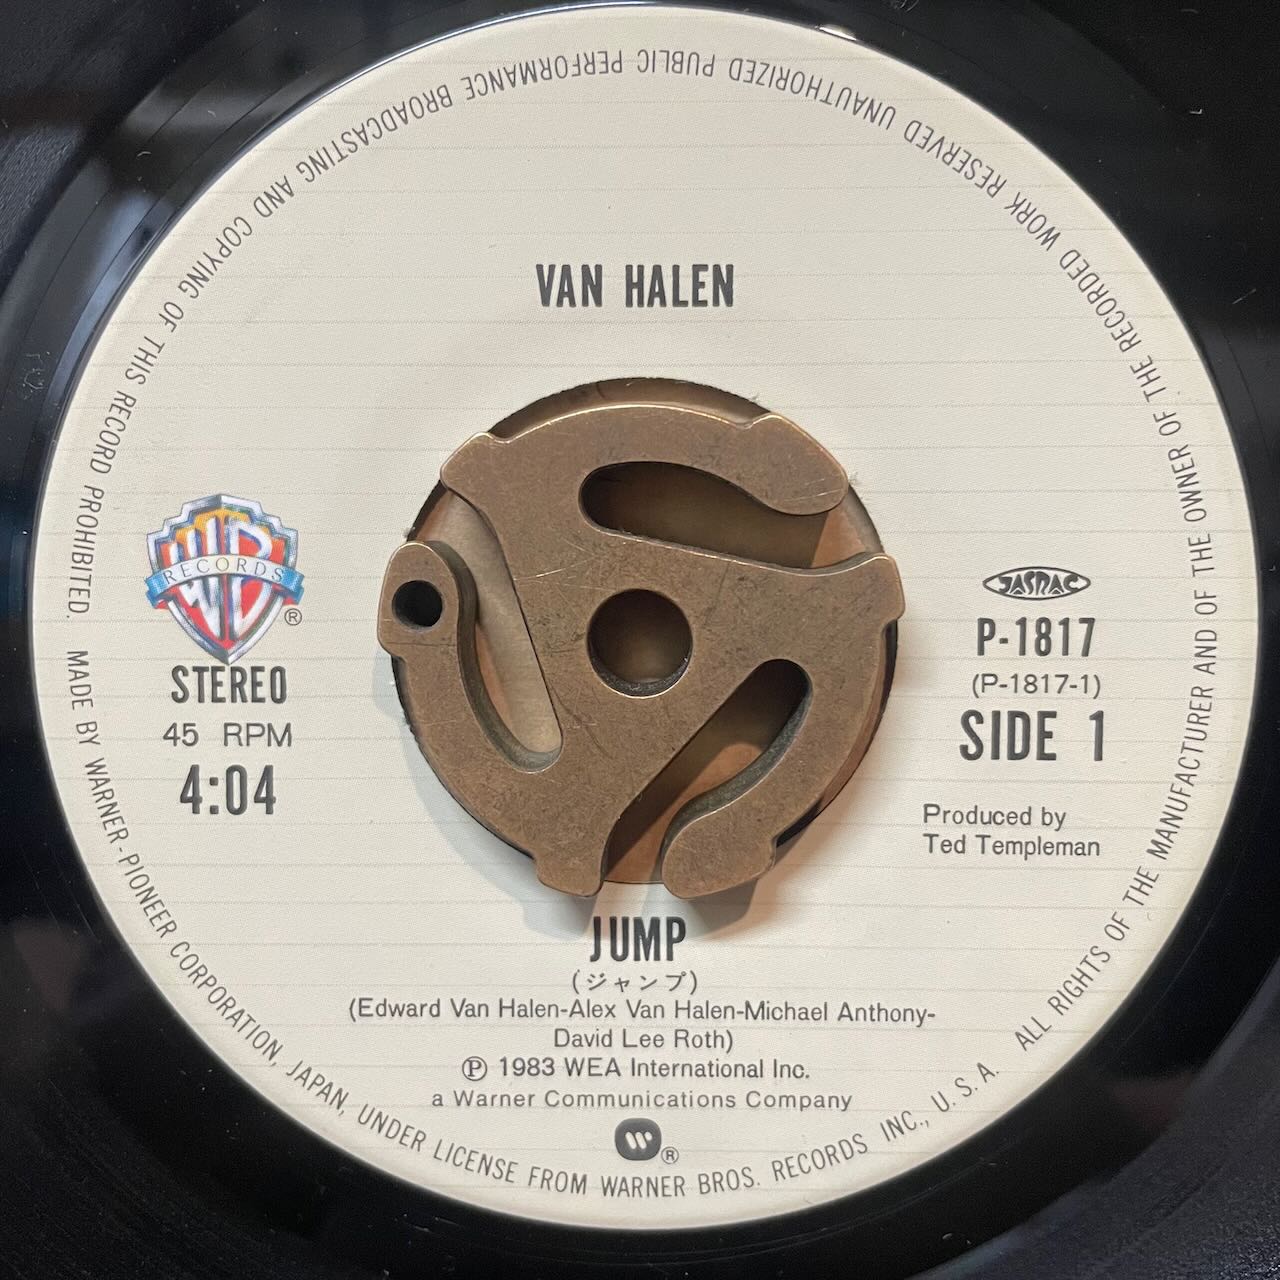 VAN HALEN
WB
RECORDS
®
STEREO
45 RPM
4:04
JASRAC
P-1817
(P-1817-1)
SIDE 1
Produced by
Ted Templeman
JUMP
(ジャンプ)
(Edward Van Halen-Alex Van Halen-Michael Anthony-
David Lee Roth)
Ⓟ 1983 WEA International Inc.
a Warner Communications Company
W®
MADE BY WARNER-PIONEER CORPORATION, JAPAN, UNDER LICENSE FROM WARNER BROS. RECORDS INC., U.S.A. ALL RIGHTS OF THE MANUFACTURER AND OF THE OWNER OF THE RECORDED WORK RESERVED UNAUTHORIZED PUBLIC PERFORMANCE BROADCASTING AND COPYING OF THIS RECORD PROHIBITED.